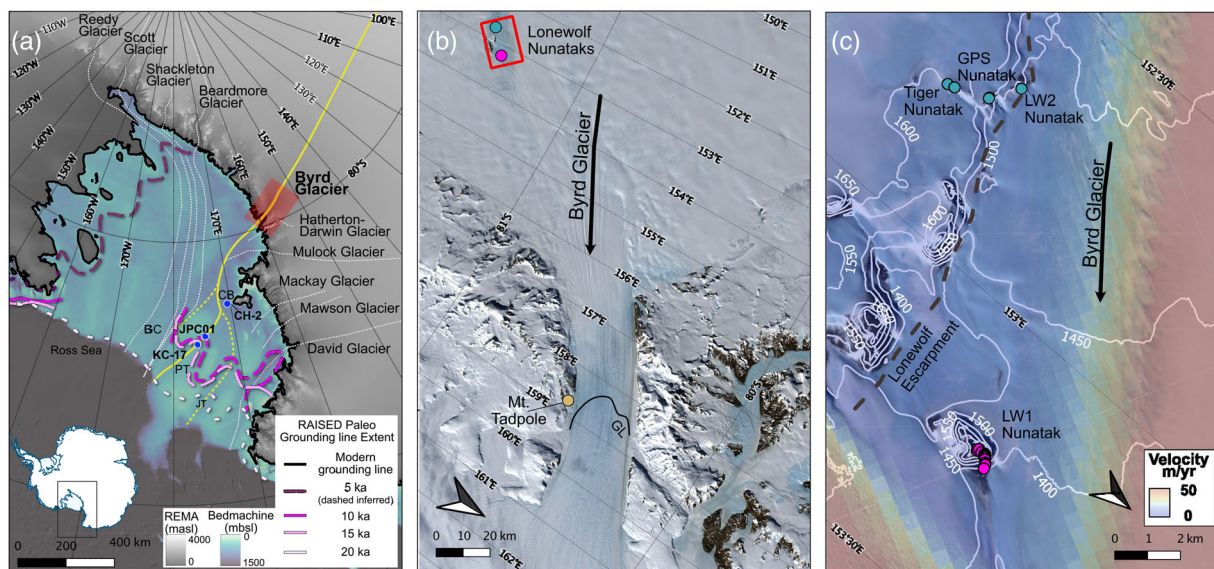 (a)
Reedy
Glacier
Scott
Glacier
Shackleton
Glacier
Beardmore
Glacier
110°W
120°W
130°W
140°W
150°W
160°W
170°W
100°E
110°E
120°E
130°E
140°E
150°E
160°E
170°E
80°S
Byrd
Glacier
Hatherton-
Darwin Glacier
Mulock Glacier
Mackay Glacier
Mawson Glacier
David Glacier
CB
CH-2
BC
JPC01
KC-17
PT
JT
Ross Sea
RAISED Paleo
Grounding line Extent
Modern
grounding line
5 ka
(dashed inferred)
10 ka
15 ka
20 ka
REMA
(masl)
4000
0
Bedmachine
(mbsl)
0
1500
0 200 400 km
(b)
Lonewolf
Nunataks
Byrd Glacier
150°E
151°E
152°E
153°E
154°E
155°E
156°E
157°E
158°E
159°E
160°E
161°E
162°E
81°S
80°S
Mt.
Tadpole
GL
0 10 20 km
(c)
GPS
Nunatak
Tiger
Nunatak
LW2
Nunatak
152°30'E
1600
1500
1650
1600
1550
1400
1550
153°E
1450
Byrd Glacier
Lonewolf
Escarpment
LW1
Nunatak
1500
1550
1450
1400
153°30'E
Velocity
m/yr
50
0
0 1 2 km